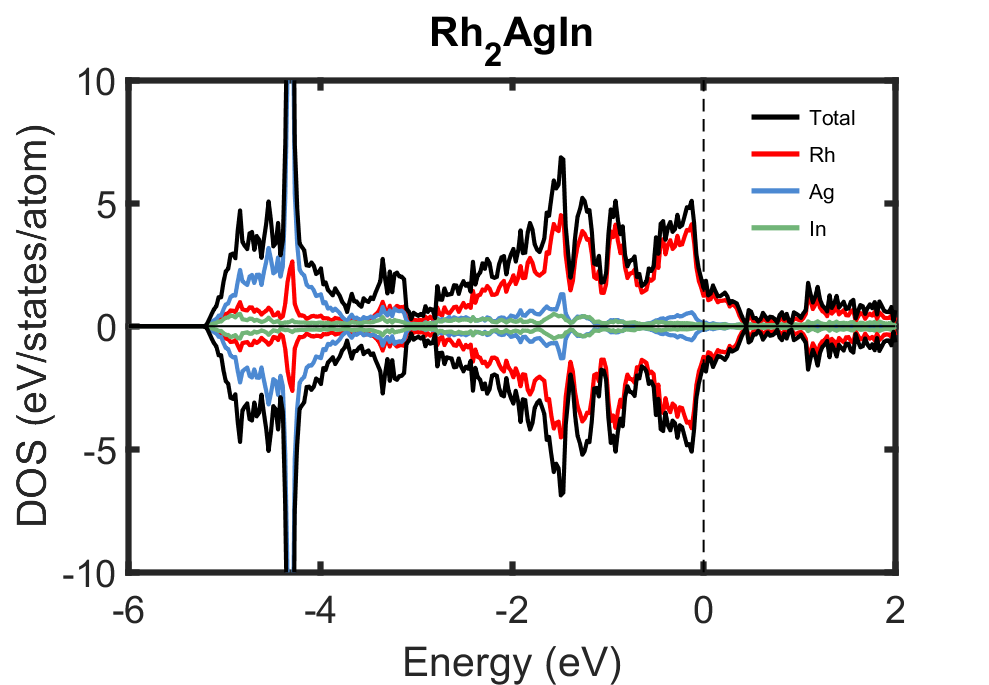 Rh₂AgIn
DOS (eV/states/atom)
10
5
0
-5
-10
Total
Rh
Ag
In
-6 -4 -2 0 2
Energy (eV)